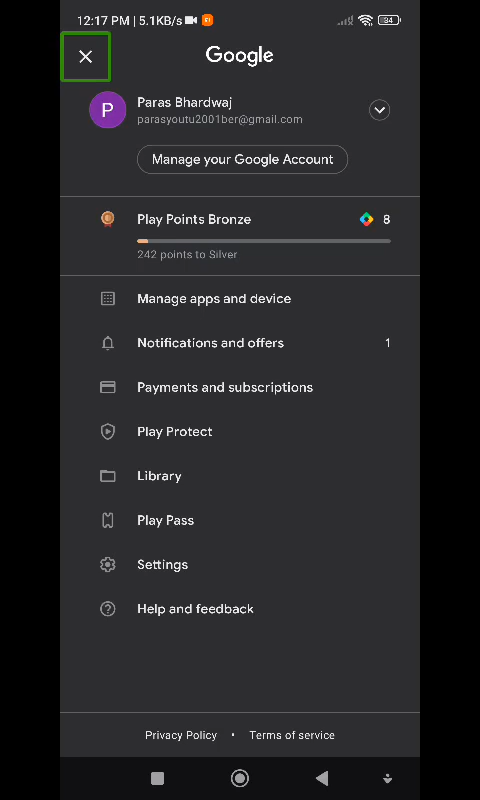 12:17 PM | 5.1KB/s
84
Google
P
Paras Bhardwaj
parasyoutu2001ber@gmail.com
Manage your Google Account
Play Points Bronze
8
242 points to Silver
Manage apps and device
Notifications and offers
1
Payments and subscriptions
Play Protect
Library
Play Pass
Settings
Help and feedback
Privacy Policy • Terms of service